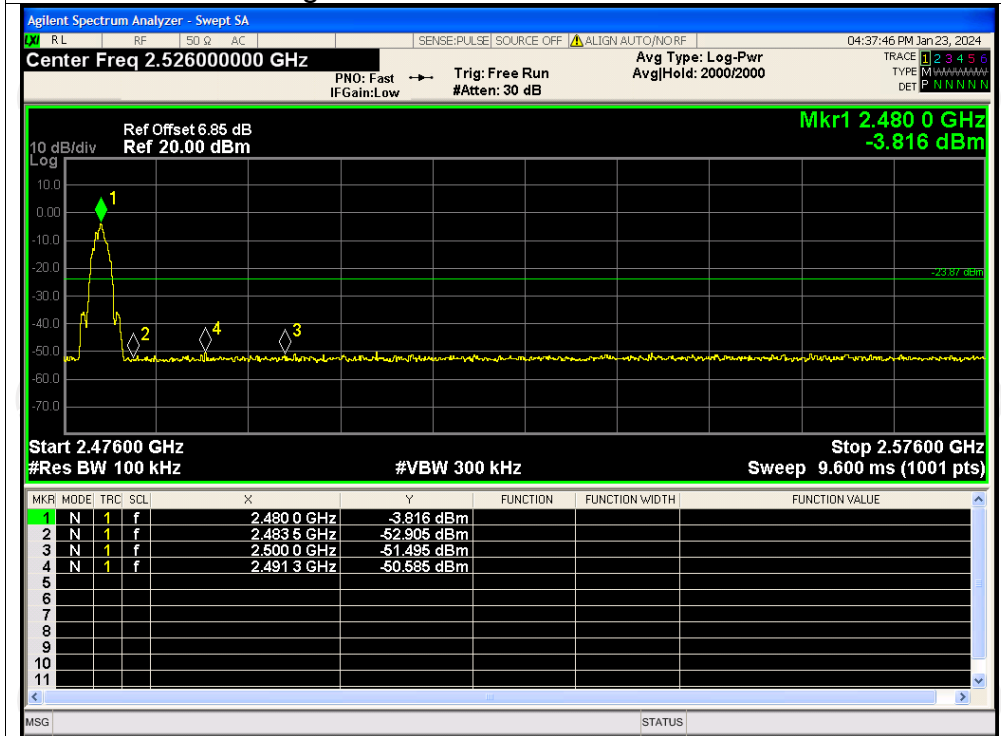 Agilent Spectrum Analyzer - Swept SA
LXI RL RF 50 Ω AC SENSE:PULSE SOURCE OFF ALIGN AUTO/NO RF 04:37:46 PM Jan 23, 2024
Center Freq 2.526000000 GHz
PNO: Fast
IFGain:Low
Trig: Free Run
#Atten: 30 dB
Avg Type: Log-Pwr
Avg|Hold: 2000/2000
TRACE 1 2 3 4 5 6
TYPE M W W W W W
DET P N N N N N
Mkr1 2.480 0 GHz
-3.816 dBm
Ref Offset 6.85 dB
10 dB/div Ref 20.00 dBm
Log
10.0
0.00
-10.0
-20.0
-30.0
-40.0
-50.0
-60.0
-70.0
1
2
4
3
-23.87 dBm
Start 2.47600 GHz Stop 2.57600 GHz
#Res BW 100 kHz #VBW 300 kHz Sweep 9.600 ms (1001 pts)
MKR MODE TRC SCL X Y FUNCTION FUNCTION WIDTH FUNCTION VALUE
1 N 1 f 2.480 0 GHz -3.816 dBm
2 N 1 f 2.483 5 GHz -52.905 dBm
3 N 1 f 2.500 0 GHz -51.495 dBm
4 N 1 f 2.491 3 GHz -50.585 dBm
5
6
7
8
9
10
11
MSG STATUS